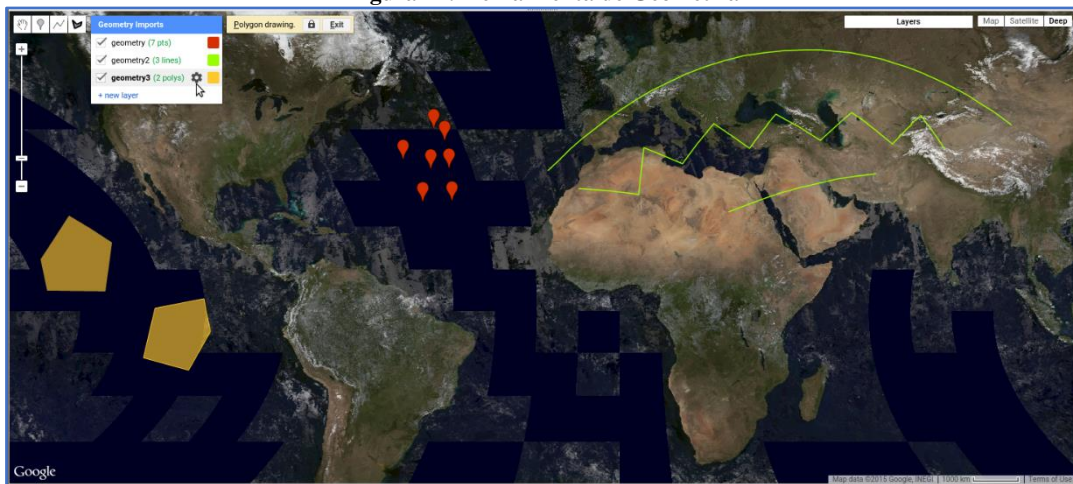 Geometry Imports
geometry (7 pts)
geometry2 (3 lines)
geometry3 (2 polys)
+ new layer
Polygon drawing.
Exit
Layers
Map
Satellite
Deep
Google
Map data ©2015 Google, INEGI
1000 km
Terms of Use